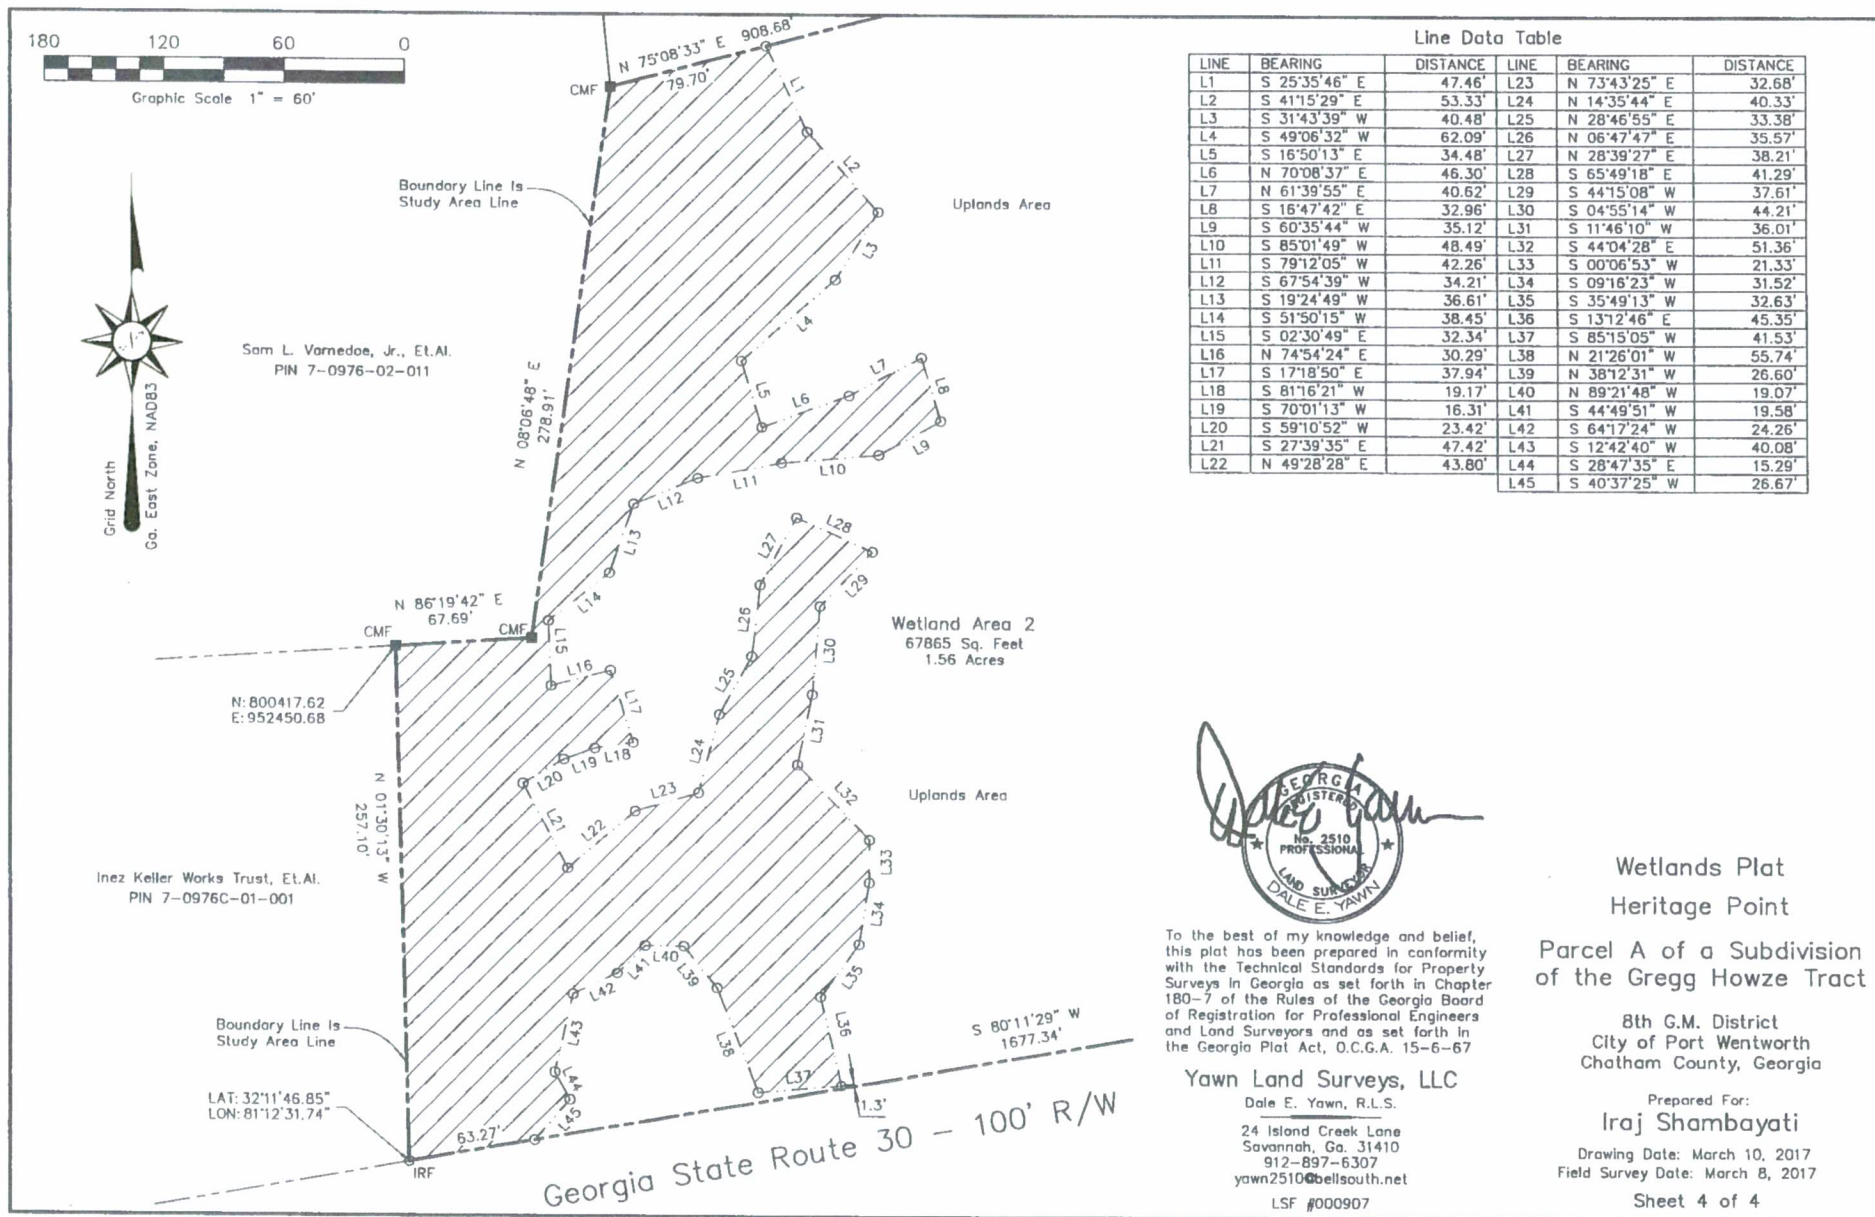 180 120 60 0
Graphic Scale 1" = 60'
N 75°08'33" E 908.68'
79.70'
CMF
L1
L2
L3
L4
L5
L6
L7
L8
L9
L10
L11
L12
L13
L14
Boundary Line Is
Study Area Line
Uplands Area
Sam L. Varnedoe, Jr., Et.Al.
PIN 7-0976-02-011
N 08°06'48" E
278.91'
Grid North
Ga. East Zone, NAD83
N 86°19'42" E
67.69'
CMF
CMF
L15
L16
L17
L18
L19
L20
L21
L22
L23
L24
L25
L26
L27
L28
L29
L30
L31
L32
L33
L34
L35
L36
L37
L38
L39
L40
L41
L42
L43
L44
L45
Wetland Area 2
67865 Sq. Feet
1.56 Acres
N: 800417.62
E: 952450.68
N 01°30'13" W
257.10'
Uplands Area
Inez Keller Works Trust, Et.Al.
PIN 7-0976C-01-001
Boundary Line Is
Study Area Line
LAT: 32°11'46.85"
LON: 81°12'31.74"
IRF
63.27'
1.3'
S 80°11'29" W
1677.34'
Georgia State Route 30 - 100' R/W
Line Data Table
LINE BEARING DISTANCE LINE BEARING DISTANCE
L1 S 25°35'46" E 47.46' L23 N 73°43'25" E 32.68'
L2 S 41°15'29" E 53.33' L24 N 14°35'44" E 40.33'
L3 S 31°43'39" W 40.48' L25 N 28°46'55" E 33.38'
L4 S 49°06'32" W 62.09' L26 N 06°47'47" E 35.57'
L5 S 16°50'13" E 34.48' L27 N 28°39'27" E 38.21'
L6 N 70°08'37" E 46.30' L28 S 65°49'18" E 41.29'
L7 N 61°39'55" E 40.62' L29 S 44°15'08" W 37.61'
L8 S 16°47'42" E 32.96' L30 S 04°55'14" W 44.21'
L9 S 60°35'44" W 35.12' L31 S 11°46'10" W 36.01'
L10 S 85°01'49" W 48.49' L32 S 44°04'28" E 51.36'
L11 S 79°12'05" W 42.26' L33 S 00°06'53" W 21.33'
L12 S 67°54'39" W 34.21' L34 S 09°16'23" W 31.52'
L13 S 19°24'49" W 36.61' L35 S 35°49'13" W 32.63'
L14 S 51°50'15" W 38.45' L36 S 13°12'46" E 45.35'
L15 S 02°30'49" E 32.34' L37 S 85°15'05" W 41.53'
L16 N 74°54'24" E 30.29' L38 N 21°26'01" W 55.74'
L17 S 17°18'50" E 37.94' L39 N 38°12'31" W 26.60'
L18 S 81°16'21" W 19.17' L40 N 89°21'48" W 19.07'
L19 S 70°01'13" W 16.31' L41 S 44°49'51" W 19.58'
L20 S 59°10'52" W 23.42' L42 S 64°17'24" W 24.26'
L21 S 27°39'35" E 47.42' L43 S 12°42'40" W 40.08'
L22 N 49°28'28" E 43.80' L44 S 28°47'35" E 15.29'
L45 S 40°37'25" W 26.67'
GEORGIA
REGISTERED
No. 2510
PROFESSIONAL
LAND SURVEYOR
DALE E. YAWN
To the best of my knowledge and belief,
this plat has been prepared in conformity
with the Technical Standards for Property
Surveys in Georgia as set forth in Chapter
180-7 of the Rules of the Georgia Board
of Registration for Professional Engineers
and Land Surveyors and as set forth in
the Georgia Plat Act, O.C.G.A. 15-6-67
Yawn Land Surveys, LLC
Dale E. Yawn, R.L.S.
24 Island Creek Lane
Savannah, Ga. 31410
912-897-6307
yawn2510@bellsouth.net
LSF #000907
Wetlands Plat
Heritage Point
Parcel A of a Subdivision
of the Gregg Howze Tract
8th G.M. District
City of Port Wentworth
Chatham County, Georgia
Prepared For:
Iraj Shambayati
Drawing Date: March 10, 2017
Field Survey Date: March 8, 2017
Sheet 4 of 4